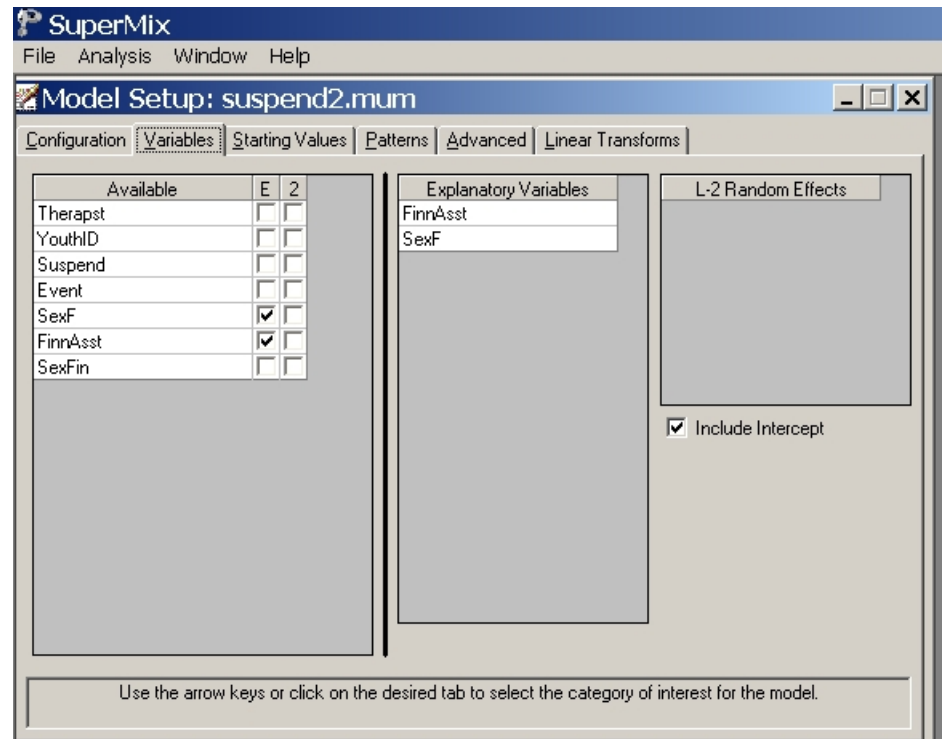 SuperMix
File Analysis Window Help
Model Setup: suspend2.mum
Configuration Variables Starting Values Patterns Advanced Linear Transforms
Available E 2
Therapst
YouthID
Suspend
Event
SexF
FinnAsst
SexFin
Explanatory Variables
FinnAsst
SexF
L-2 Random Effects
Include Intercept
Use the arrow keys or click on the desired tab to select the category of interest for the model.